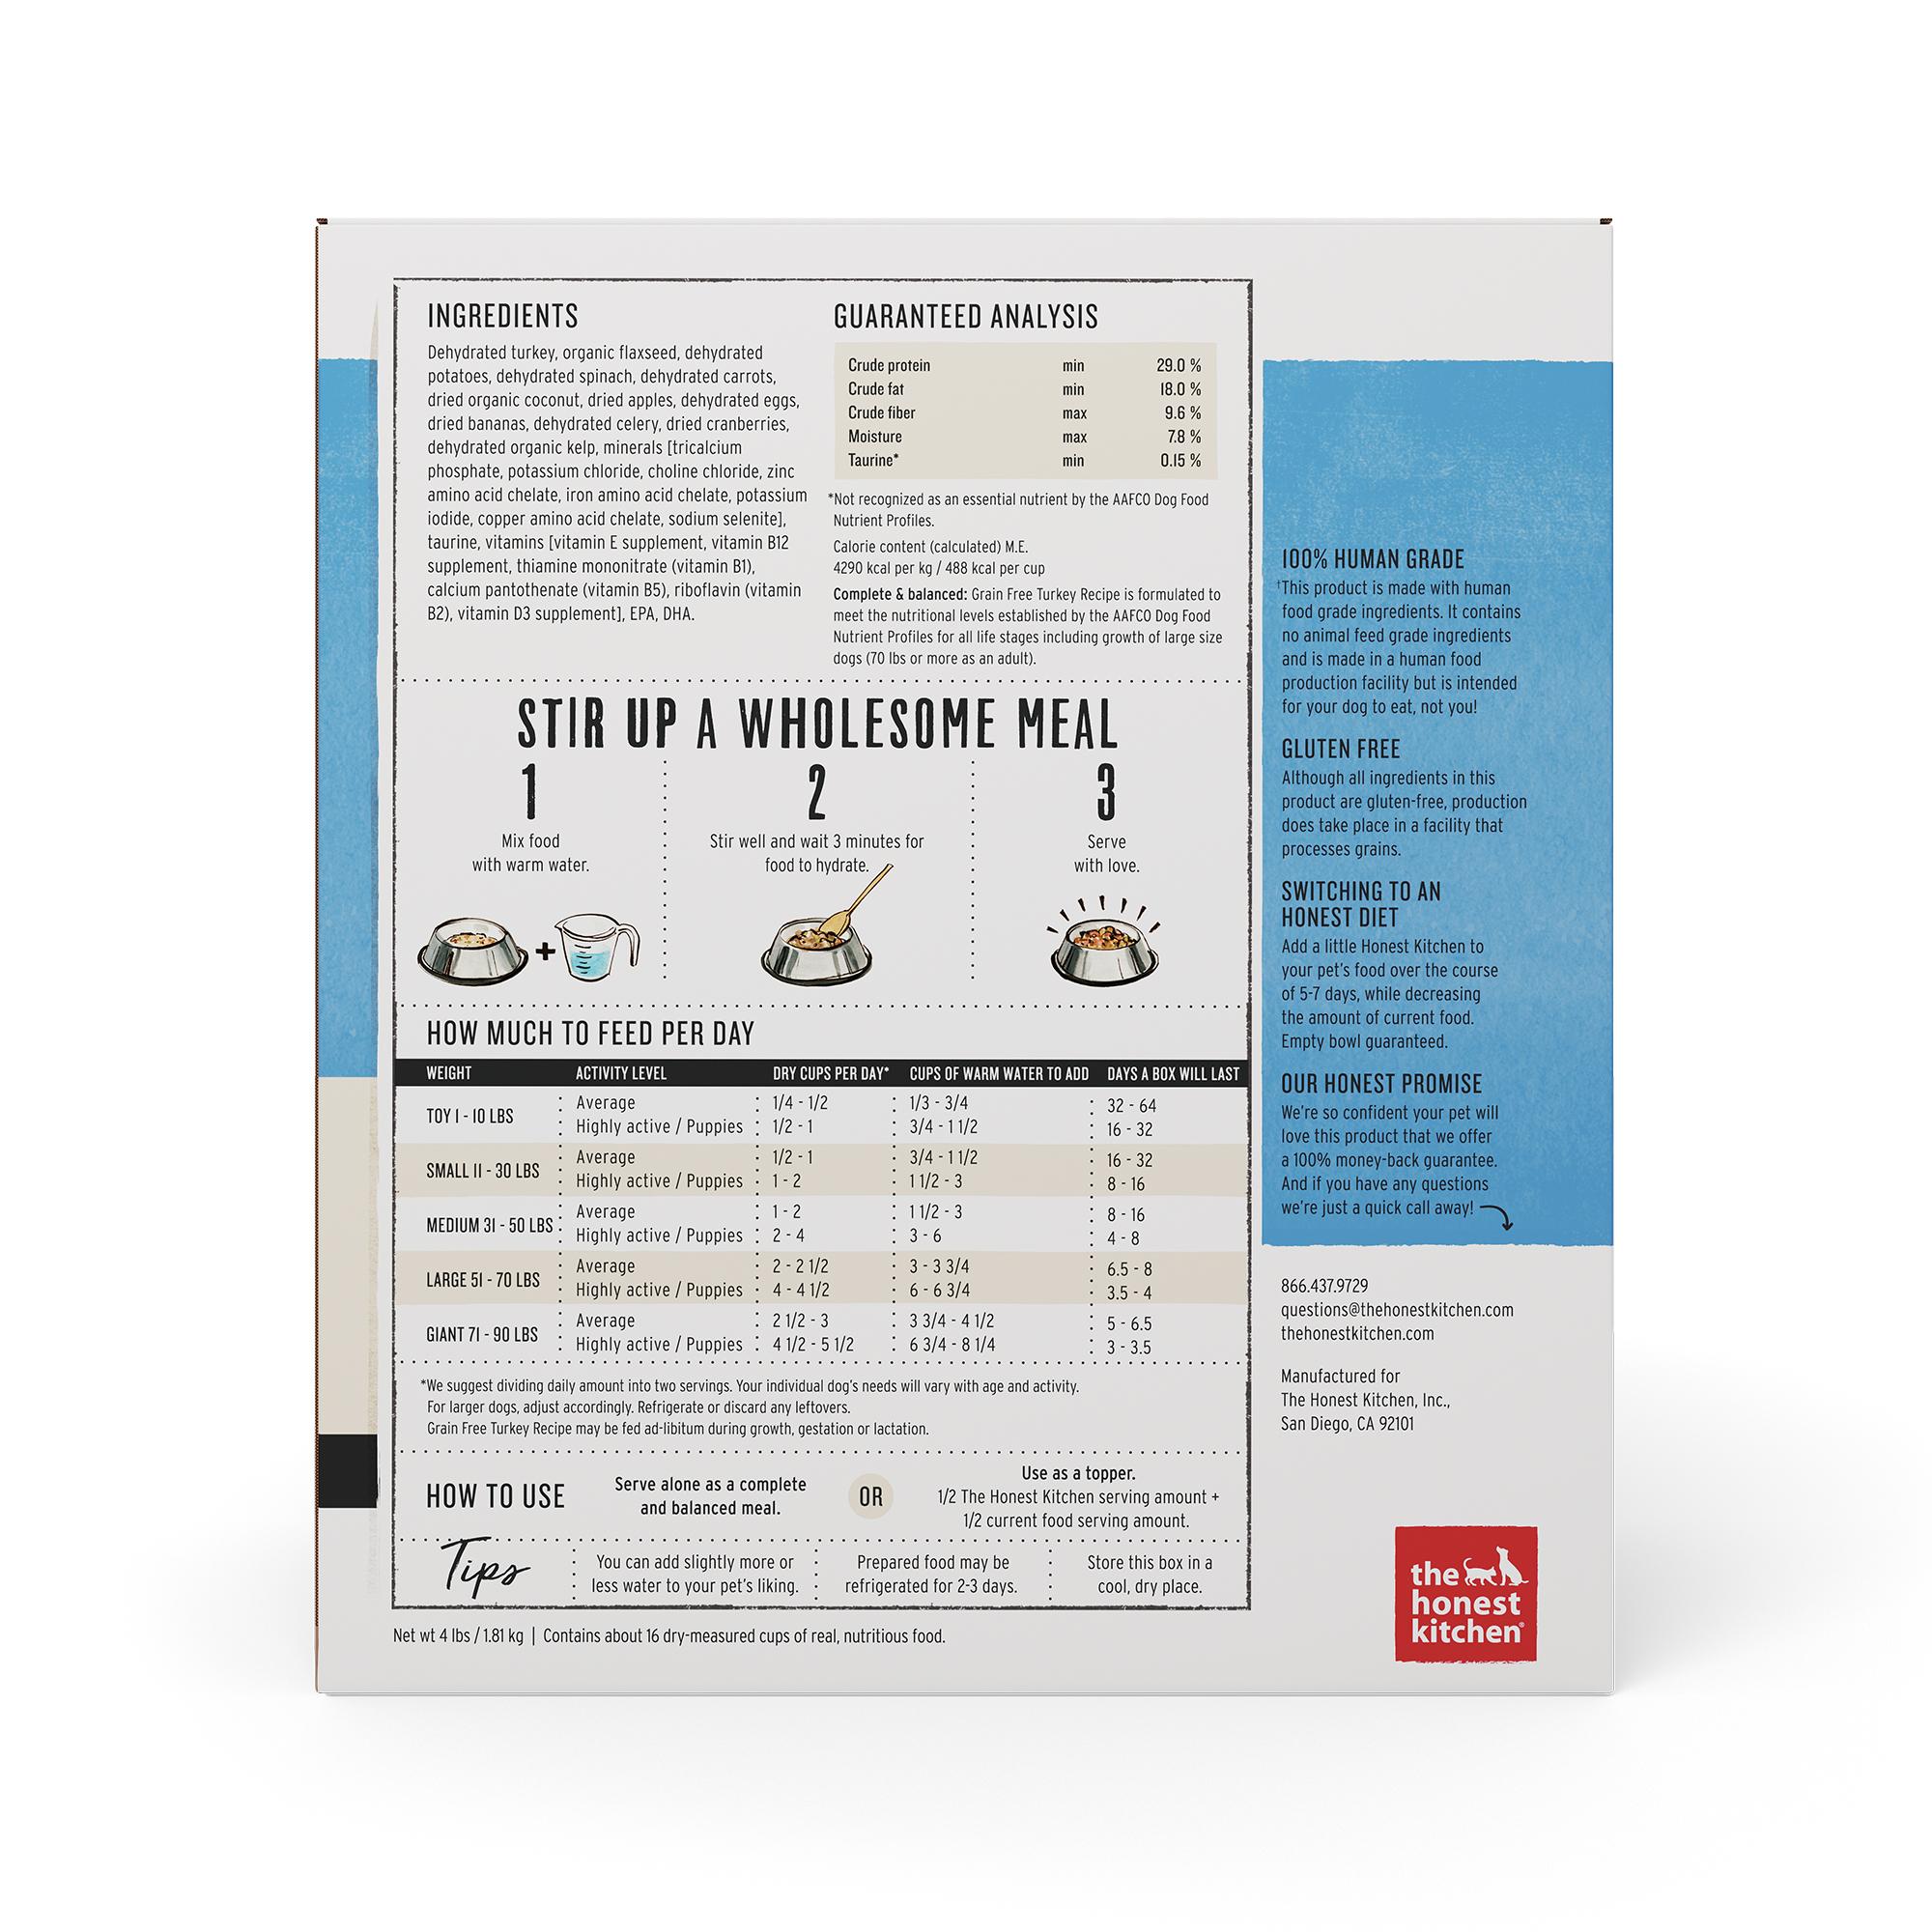 INGREDIENTS
Dehydrated turkey, organic flaxseed, dehydrated
potatoes, dehydrated spinach, dehydrated carrots,
dried organic coconut, dried apples, dehydrated eggs,
dried bananas, dehydrated celery, dried cranberries,
dehydrated organic kelp, minerals [tricalcium
phosphate, potassium chloride, choline chloride, zinc
amino acid chelate, iron amino acid chelate, potassium
iodide, copper amino acid chelate, sodium selenite],
taurine, vitamins [vitamin E supplement, vitamin B12
supplement, thiamine mononitrate (vitamin B1),
calcium pantothenate (vitamin B5), riboflavin (vitamin
B2), vitamin D3 supplement], EPA, DHA.
GUARANTEED ANALYSIS
Crude protein min 29.0 %
Crude fat min 18.0 %
Crude fiber max 9.6 %
Moisture max 7.8 %
Taurine* min 0.15 %
*Not recognized as an essential nutrient by the AAFCO Dog Food
Nutrient Profiles.
Calorie content (calculated) M.E.
4290 kcal per kg / 488 kcal per cup
Complete & balanced: Grain Free Turkey Recipe is formulated to
meet the nutritional levels established by the AAFCO Dog Food
Nutrient Profiles for all life stages including growth of large size
dogs (70 lbs or more as an adult).
STIR UP A WHOLESOME MEAL
1
Mix food
with warm water.
+
2
Stir well and wait 3 minutes for
food to hydrate.
3
Serve
with love.
HOW MUCH TO FEED PER DAY
WEIGHT ACTIVITY LEVEL DRY CUPS PER DAY* CUPS OF WARM WATER TO ADD DAYS A BOX WILL LAST
TOY 1 - 10 LBS
Average 1/4 - 1/2 1/3 - 3/4 32 - 64
Highly active / Puppies 1/2 - 1 3/4 - 1 1/2 16 - 32
SMALL 11 - 30 LBS
Average 1/2 - 1 3/4 - 1 1/2 16 - 32
Highly active / Puppies 1 - 2 1 1/2 - 3 8 - 16
MEDIUM 31 - 50 LBS
Average 1 - 2 1 1/2 - 3 8 - 16
Highly active / Puppies 2 - 4 3 - 6 4 - 8
LARGE 51 - 70 LBS
Average 2 - 2 1/2 3 - 3 3/4 6.5 - 8
Highly active / Puppies 4 - 4 1/2 6 - 6 3/4 3.5 - 4
GIANT 71 - 90 LBS
Average 2 1/2 - 3 3 3/4 - 4 1/2 5 - 6.5
Highly active / Puppies 4 1/2 - 5 1/2 6 3/4 - 8 1/4 3 - 3.5
*We suggest dividing daily amount into two servings. Your individual dog's needs will vary with age and activity.
For larger dogs, adjust accordingly. Refrigerate or discard any leftovers.
Grain Free Turkey Recipe may be fed ad-libitum during growth, gestation or lactation.
HOW TO USE
Serve alone as a complete
and balanced meal.
OR
Use as a topper.
1/2 The Honest Kitchen serving amount +
1/2 current food serving amount.
Tips
You can add slightly more or
less water to your pet's liking.
Prepared food may be
refrigerated for 2-3 days.
Store this box in a
cool, dry place.
Net wt 4 lbs / 1.81 kg | Contains about 16 dry-measured cups of real, nutritious food.
100% HUMAN GRADE
†This product is made with human
food grade ingredients. It contains
no animal feed grade ingredients
and is made in a human food
production facility but is intended
for your dog to eat, not you!
GLUTEN FREE
Although all ingredients in this
product are gluten-free, production
does take place in a facility that
processes grains.
SWITCHING TO AN
HONEST DIET
Add a little Honest Kitchen to
your pet's food over the course
of 5-7 days, while decreasing
the amount of current food.
Empty bowl guaranteed.
OUR HONEST PROMISE
We're so confident your pet will
love this product that we offer
a 100% money-back guarantee.
And if you have any questions
we're just a quick call away!
866.437.9729
questions@thehonestkitchen.com
thehonestkitchen.com
Manufactured for
The Honest Kitchen, Inc.,
San Diego, CA 92101
the
honest
kitchen®